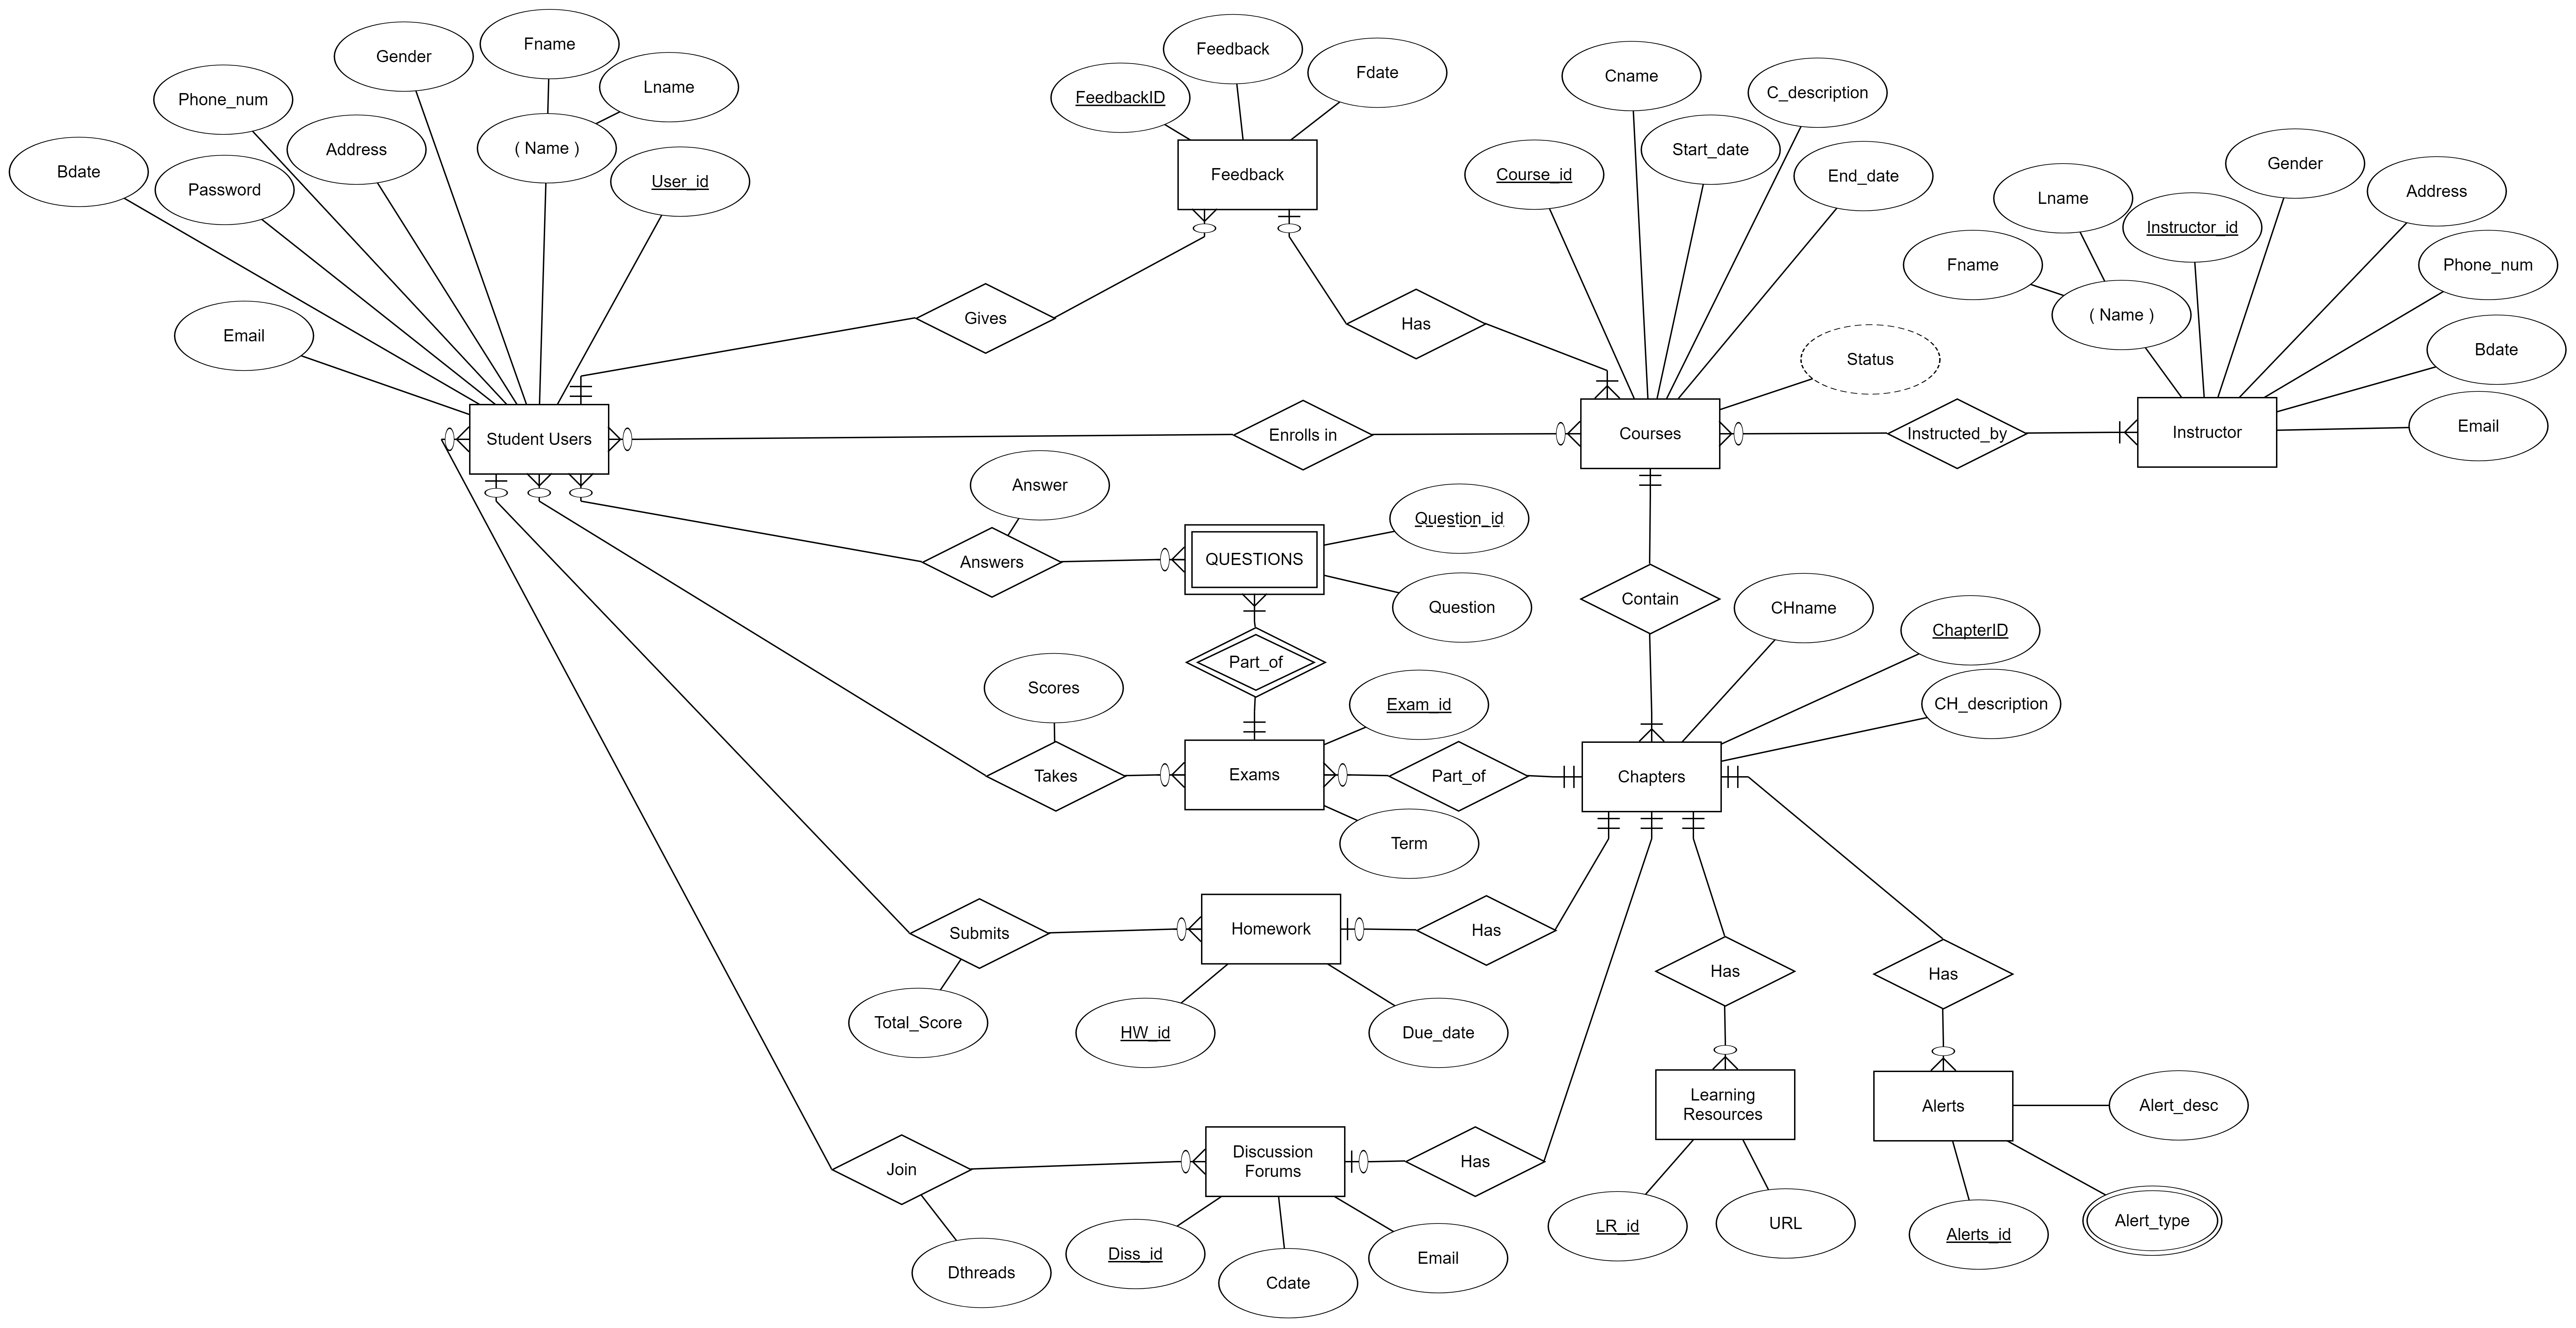 Fname
Gender
Lname
Phone_num
Address
( Name )
Bdate
Password
User_id
Email
Student Users
Feedback
FeedbackID
Fdate
Feedback
Gives
Has
Cname
C_description
Start_date
Course_id
End_date
Status
Enrolls in
Courses
Instructed_by
Gender
Lname
Instructor_id
Address
Fname
( Name )
Phone_num
Bdate
Email
Instructor
Answer
Answers
QUESTIONS
Question_id
Question
Part_of
Contain
CHname
ChapterID
CH_description
Scores
Takes
Exams
Exam_id
Part_of
Chapters
Term
Submits
Homework
Has
Total_Score
HW_id
Due_date
Has
Has
Join
Discussion
Forums
Has
Dthreads
Diss_id
Cdate
Email
Learning
Resources
LR_id
URL
Alerts
Alert_desc
Alerts_id
Alert_type